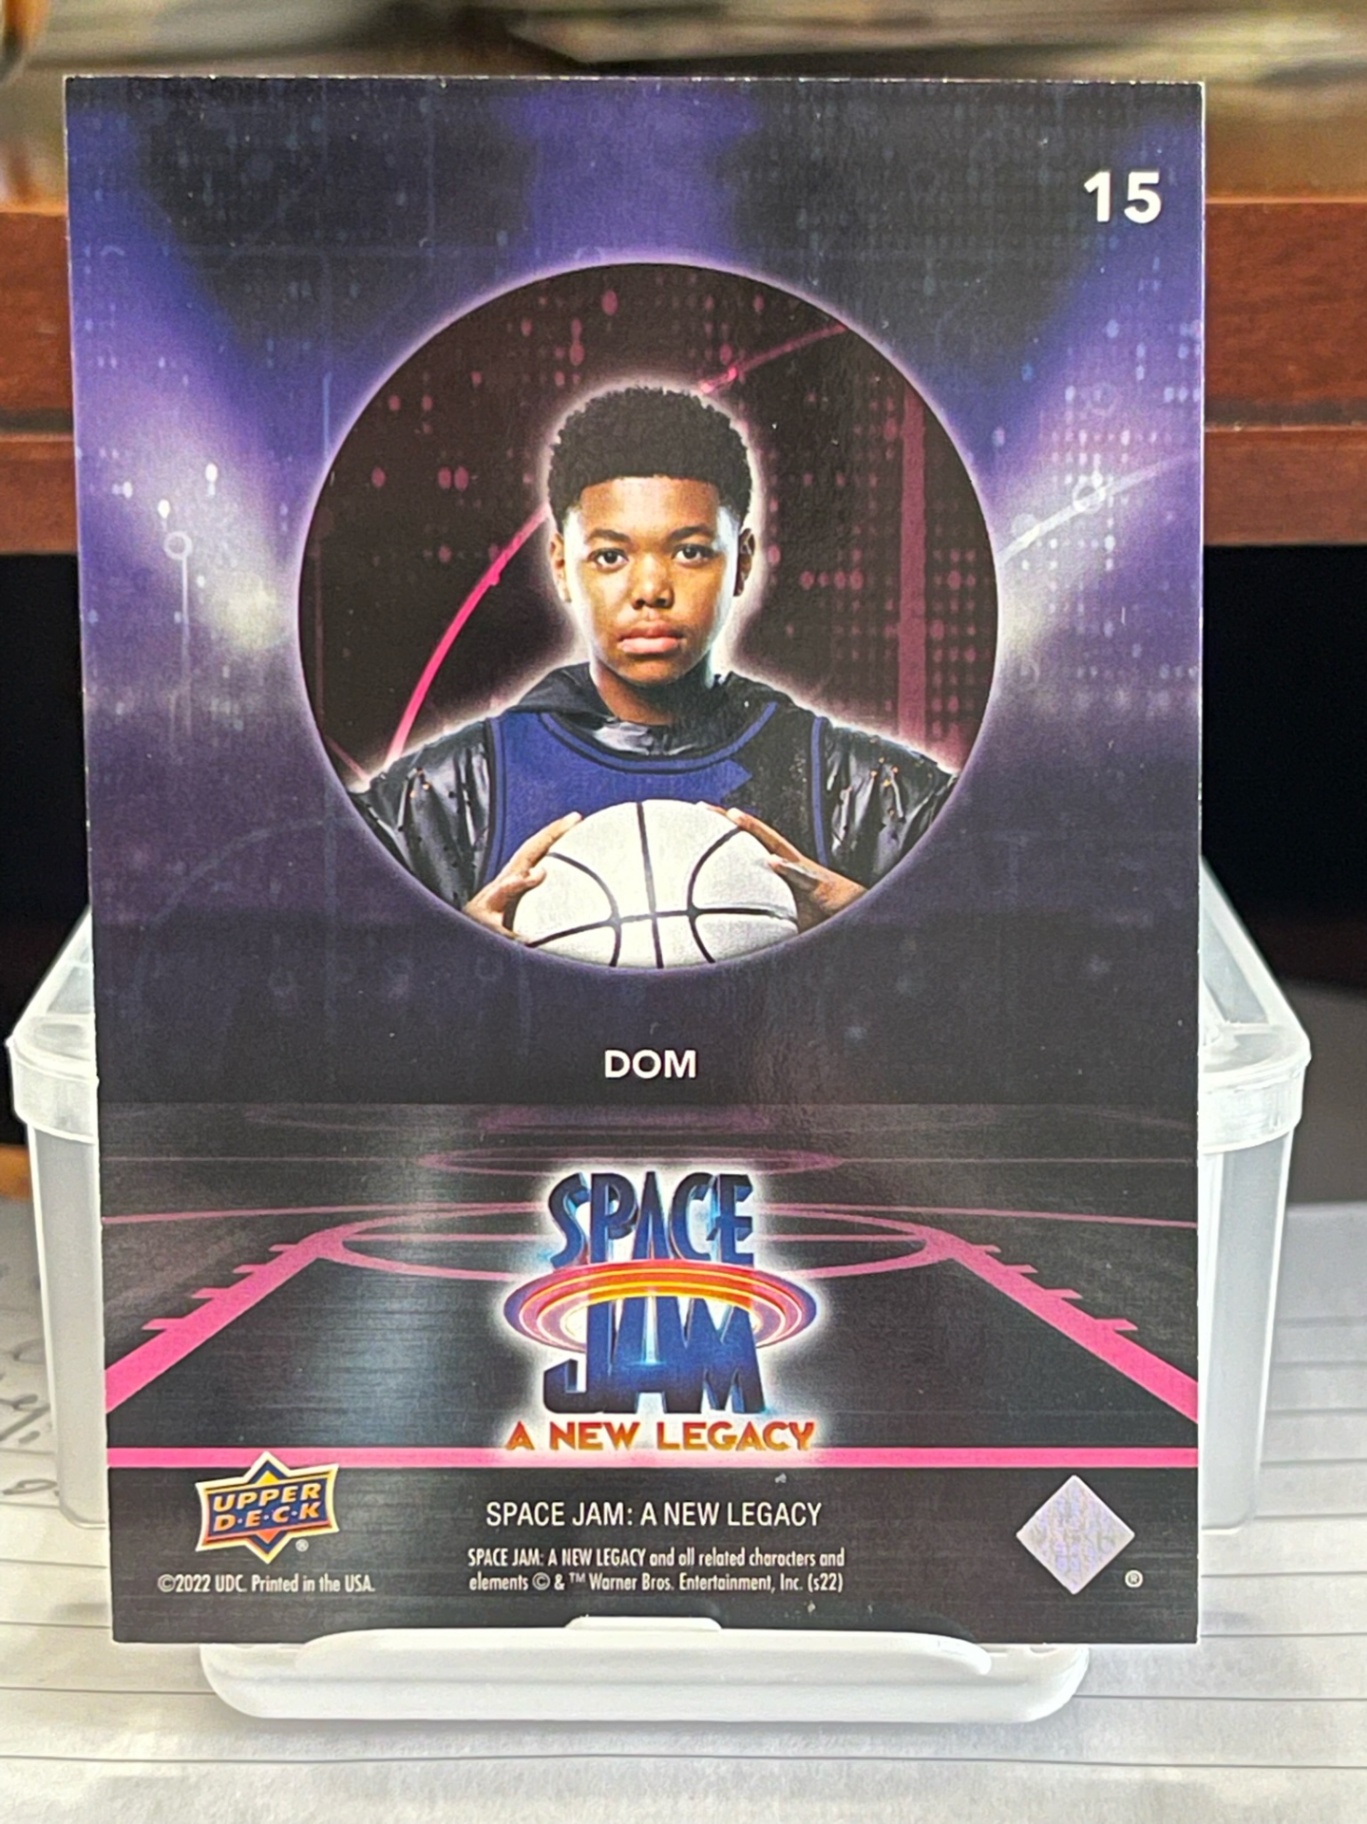 15
DOM
SPACE
JAM
A NEW LEGACY
UPPER
D·E·C·K
®
©2022 UDC. Printed in the USA.
SPACE JAM: A NEW LEGACY
SPACE JAM: A NEW LEGACY and all related characters and
elements © & ™ Warner Bros. Entertainment, Inc. (s22)
®